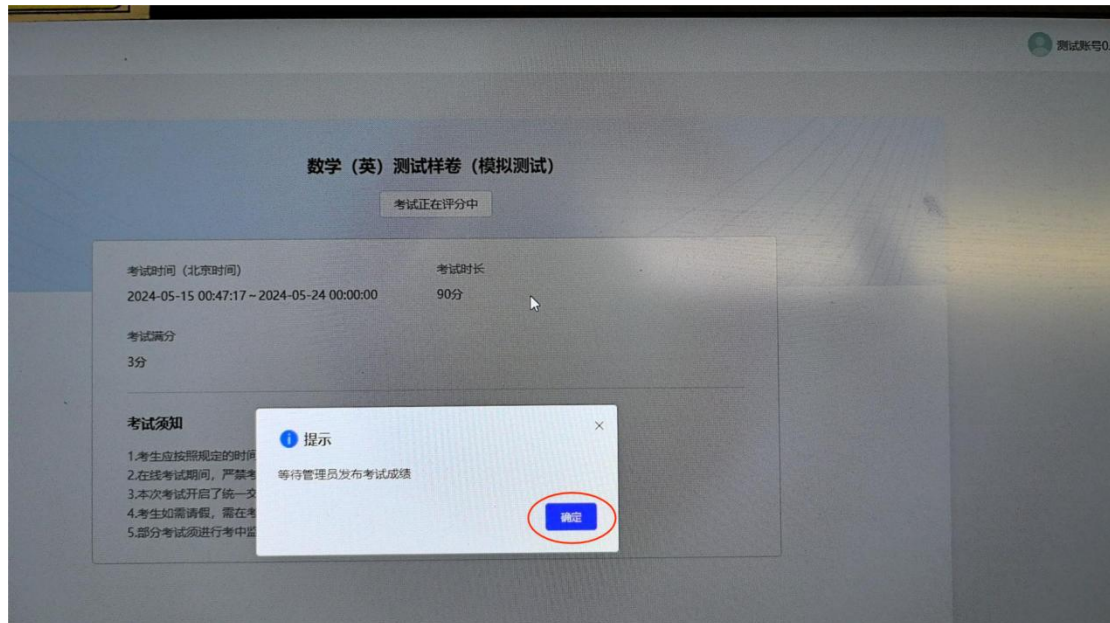 测试账号0
数学（英）测试样卷（模拟测试）
考试正在评分中
考试时间（北京时间）
考试时长
2024-05-15 00:47:17 ~ 2024-05-24 00:00:00
90分
考试满分
3分
考试须知
1.考生应按照规定的时间
2.在线考试期间，严禁考
3.本次考试开启了统一交
4.考生如需请假，需在考
5.部分考试须进行考中监
提示
等待管理员发布考试成绩
确定